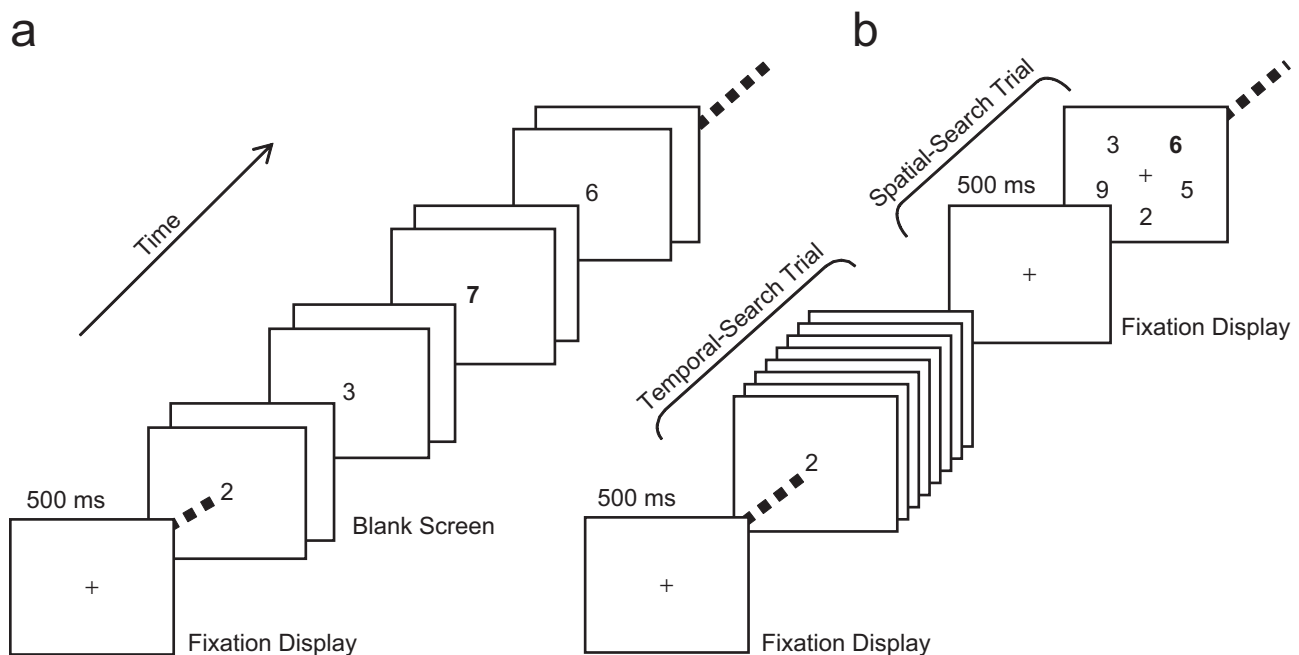 a
Time
500 ms
+
Fixation Display
2
Blank Screen
3
7
6
b
Temporal-Search Trial
500 ms
+
Fixation Display
2
Spatial-Search Trial
500 ms
+
Fixation Display
3 6
9 + 5
2